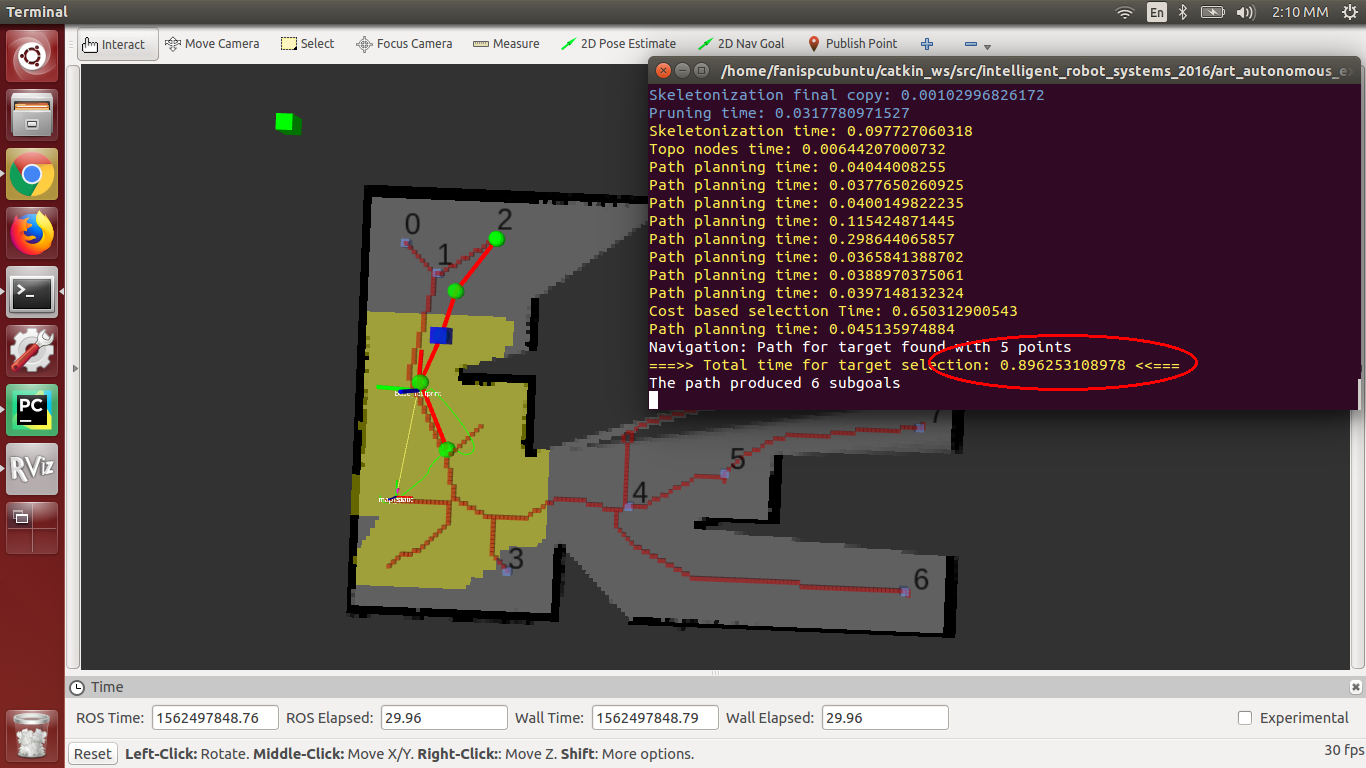 Terminal
En
2:10 MM
Interact
Move Camera
Select
Focus Camera
Measure
2D Pose Estimate
2D Nav Goal
Publish Point
/home/fanispcubuntu/catkin_ws/src/intelligent_robot_systems_2016/art_autonomous_ex
Skeletonization final copy: 0.00102996826172
Pruning time: 0.0317780971527
Skeletonization time: 0.097727060318
Topo nodes time: 0.00644207000732
Path planning time: 0.04044008255
Path planning time: 0.0377650260925
Path planning time: 0.0400149822235
Path planning time: 0.115424871445
Path planning time: 0.298644065857
Path planning time: 0.0365841388702
Path planning time: 0.0388970375061
Path planning time: 0.0397148132324
Cost based selection Time: 0.650312900543
Path planning time: 0.045135974884
Navigation: Path for target found with 5 points
===>> Total time for target selection: 0.896253108978 <<===
The path produced 6 subgoals
0
2
1
7
5
4
3
6
PC
RViz
Time
ROS Time:
1562497848.76
ROS Elapsed:
29.96
Wall Time:
1562497848.79
Wall Elapsed:
29.96
Experimental
Reset
Left-Click: Rotate. Middle-Click: Move X/Y. Right-Click:: Move Z. Shift: More options.
30 fps